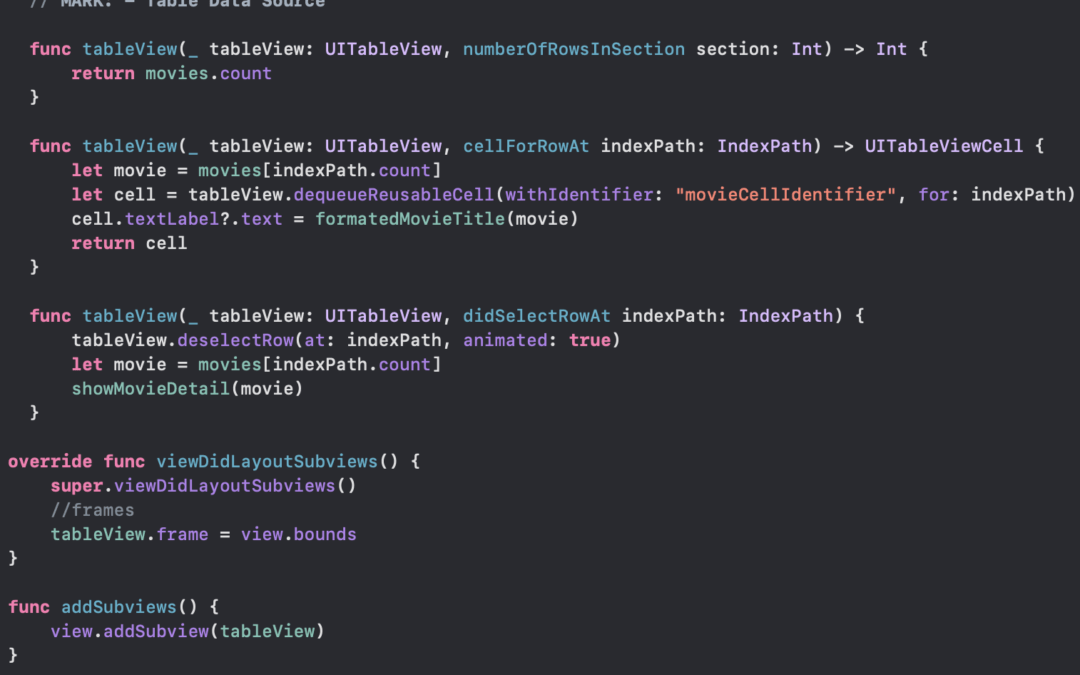 // MARK: - Table Data Source
func tableView(_ tableView: UITableView, numberOfRowsInSection section: Int) -> Int {
return movies.count
}
func tableView(_ tableView: UITableView, cellForRowAt indexPath: IndexPath) -> UITableViewCell {
let movie = movies[indexPath.count]
let cell = tableView.dequeueReusableCell(withIdentifier: "movieCellIdentifier", for: indexPath)
cell.textLabel?.text = formatedMovieTitle(movie)
return cell
}
func tableView(_ tableView: UITableView, didSelectRowAt indexPath: IndexPath) {
tableView.deselectRow(at: indexPath, animated: true)
let movie = movies[indexPath.count]
showMovieDetail(movie)
}
override func viewDidLayoutSubviews() {
super.viewDidLayoutSubviews()
//frames
tableView.frame = view.bounds
}
func addSubviews() {
view.addSubview(tableView)
}